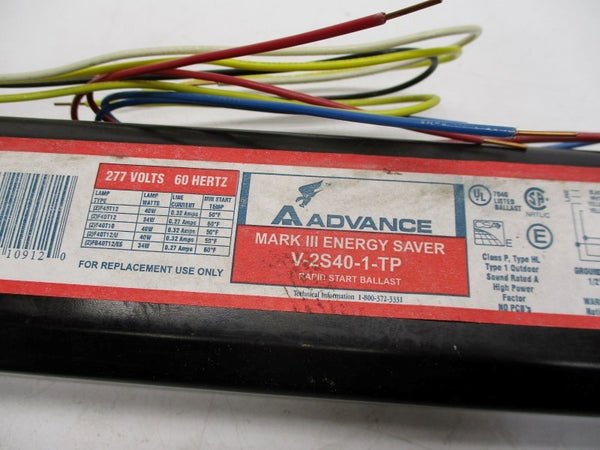 277 VOLTS 60 HERTZ
LAMP TYPE LAMP WATTS LINE CURRENT MIN START TEMP
(2)F40T12 40W 0.32 Amps 50°F
(2)F40T12 34W 0.27 Amps 60°F
(2)F40T10 40W 0.32 Amps 50°F
(2)F40T12/U 40W 0.32 Amps 50°F
(2)FB40T12/ES 34W 0.27 Amps 60°F
10912 0
FOR REPLACEMENT USE ONLY
ADVANCE
MARK III ENERGY SAVER
V-2S40-1-TP
RAPID START BALLAST
Technical Information 1-800-372-3331
UL
LISTED
BALLAST
E
Class P, Type HL
Type 1 Outdoor
Sound Rated A
High Power
Factor
NO PCB's